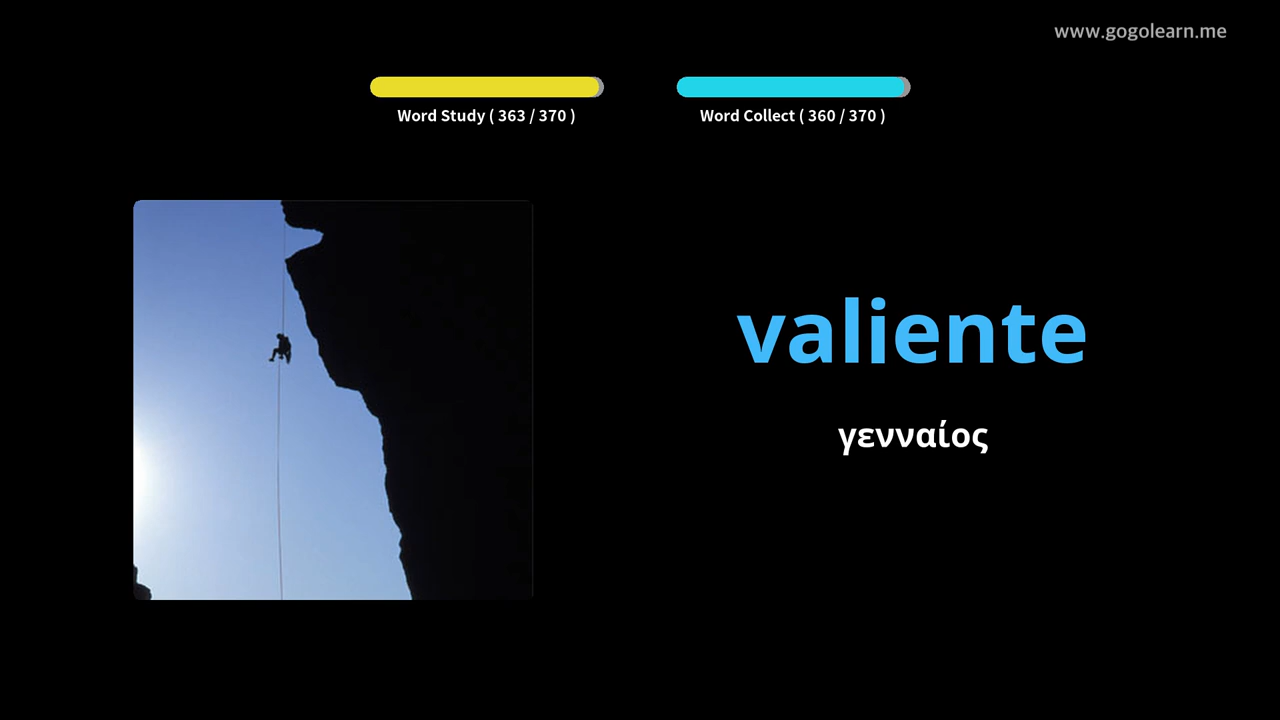 www.gogolearn.me
Word Study ( 363 / 370 )
Word Collect ( 360 / 370 )
valiente
γενναίος